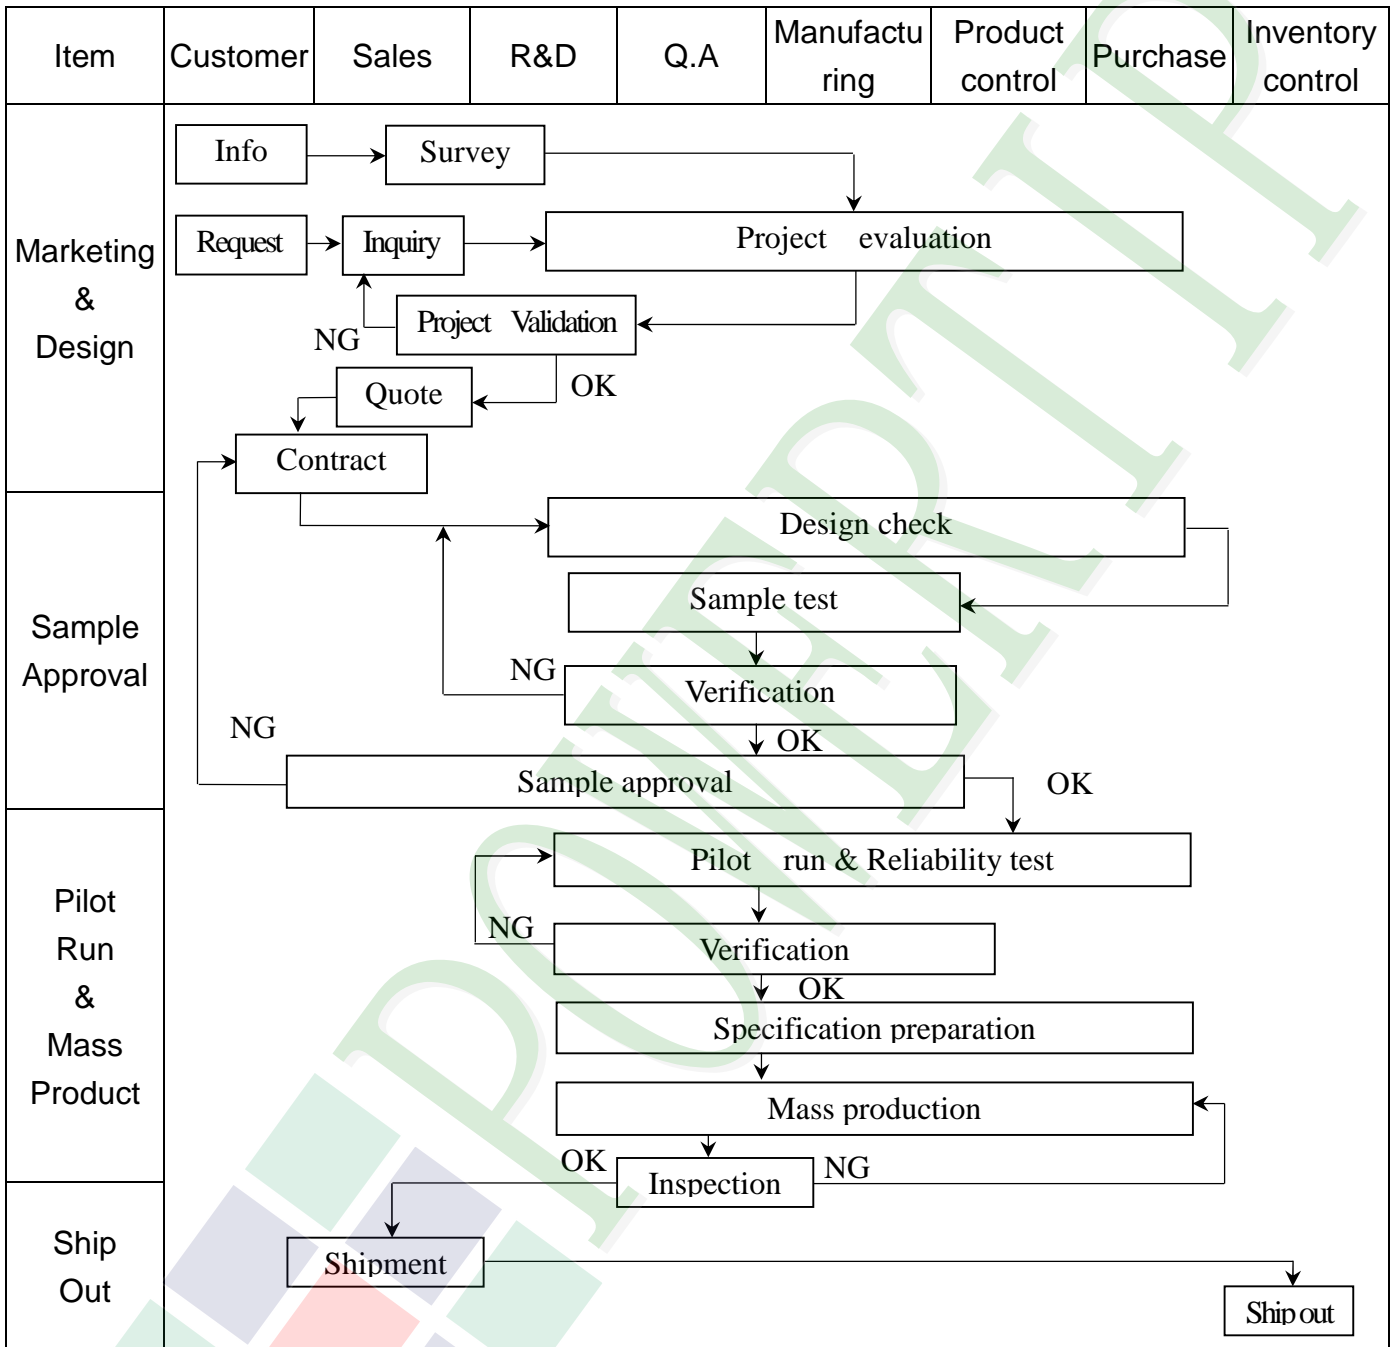 Item
Customer
Sales
R&D
Q.A
Manufactu
ring
Product
control
Purchase
Inventory
control
Marketing
&
Design
Info
Survey
Request
Inquiry
Project evaluation
NG
Project Validation
OK
Quote
Contract
Sample
Approval
Design check
Sample test
NG
Verification
NG
OK
Sample approval
OK
Pilot
Run
&
Mass
Product
Pilot run & Reliability test
NG
Verification
OK
Specification preparation
Mass production
OK
Inspection
NG
Ship
Out
Shipment
Ship out
POWERTIP